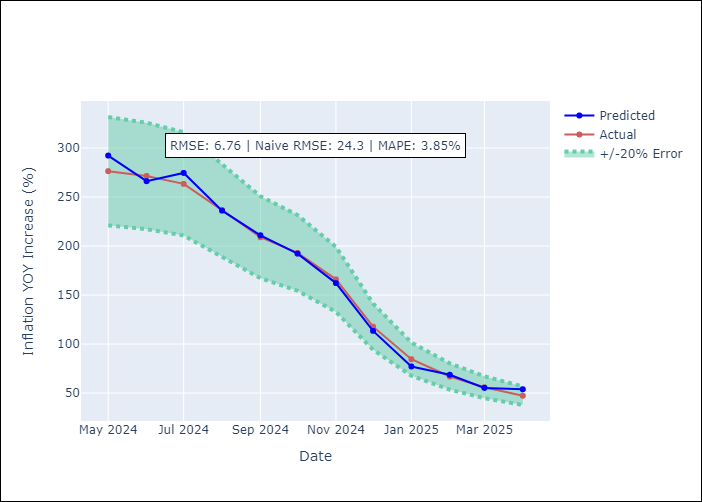 RMSE: 6.76 | Naive RMSE: 24.3 | MAPE: 3.85%
Predicted
Actual
+/-20% Error
Inflation YOY Increase (%)
300
250
200
150
100
50
May 2024
Jul 2024
Sep 2024
Nov 2024
Jan 2025
Mar 2025
Date